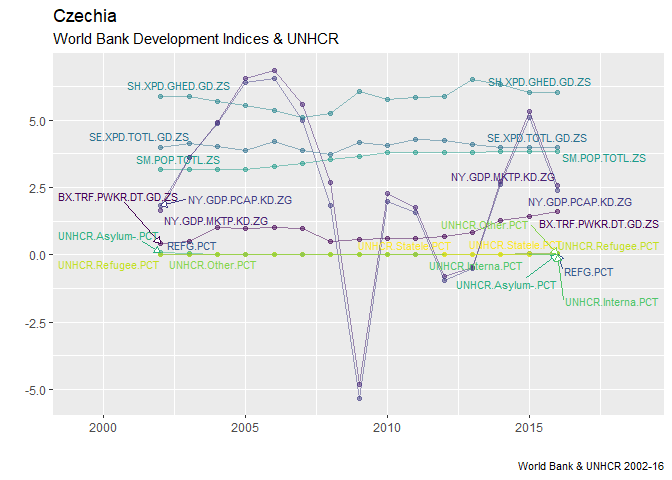 Czechia
World Bank Development Indices & UNHCR
SH.XPD.GHED.GD.ZS
SH.XPD.GHED.GD.ZS
5.0
SE.XPD.TOTL.GD.ZS
SE.XPD.TOTL.GD.ZS
SM.POP.TOTL.ZS
SM.POP.TOTL.ZS
NY.GDP.MKTP.KD.ZG
2.5
BX.TRF.PWKR.DT.GD.ZS
NY.GDP.PCAP.KD.ZG
NY.GDP.PCAP.KD.ZG
NY.GDP.MKTP.KD.ZG
UNHCR.Other.PCT
BX.TRF.PWKR.DT.GD.ZS
UNHCR.Asylum-.PCT
REFG.PCT
UNHCR.Statele.PCT
UNHCR.Statele.PCT
UNHCR.Refugee.PCT
0.0
UNHCR.Refugee.PCT
UNHCR.Other.PCT
UNHCR.Interna.PCT
REFG.PCT
UNHCR.Asylum-.PCT
UNHCR.Interna.PCT
-2.5
-5.0
2000
2005
2010
2015
World Bank & UNHCR 2002-16